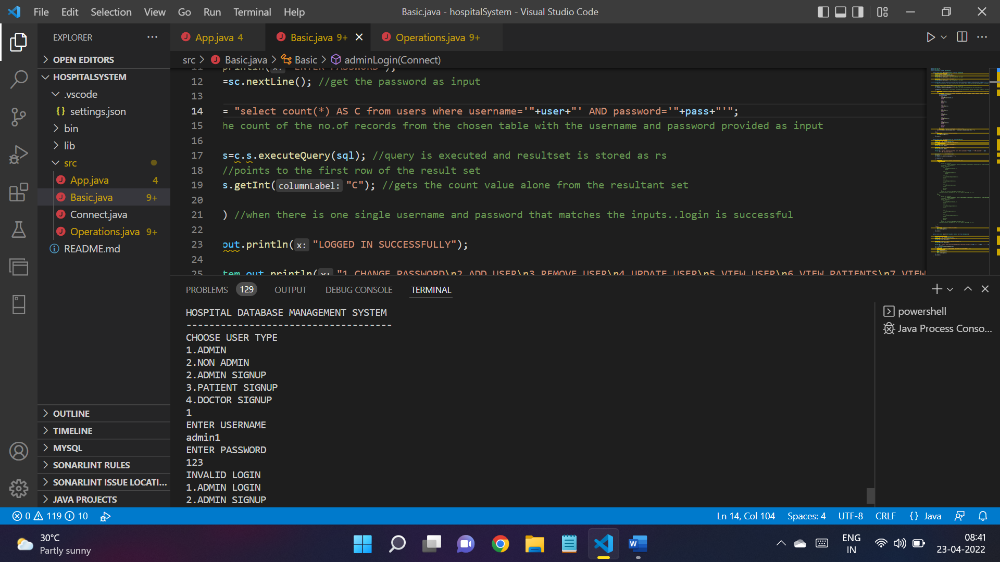 File Edit Selection View Go Run Terminal Help
Basic.java - hospitalSystem - Visual Studio Code
EXPLORER
OPEN EDITORS
HOSPITALSYSTEM
.vscode
{} settings.json
bin
lib
src
App.java 4
Basic.java 9+
Connect.java
Operations.java 9+
README.md
OUTLINE
TIMELINE
MYSQL
SONARLINT RULES
SONARLINT ISSUE LOCATI...
JAVA PROJECTS
App.java 4 Basic.java 9+ Operations.java 9+
src > Basic.java > Basic > adminLogin(Connect)
11 println(x: "ENTER PASSWORD");
12 =sc.nextLine(); //get the password as input
13
14 = "select count(*) AS C from users where username='"+user+"' AND password='"+pass+"'";
15 he count of the no.of records from the chosen table with the username and password provided as input
16
17 s=c.s.executeQuery(sql); //query is executed and resultset is stored as rs
18 //points to the first row of the result set
19 s.getInt(columnLabel: "C"); //gets the count value alone from the resultant set
20
21 ) //when there is one single username and password that matches the inputs..login is successful
22
23 out.println(x: "LOGGED IN SUCCESSFULLY");
24
25 tem.out.println(x: "1.CHANGE PASSWORD\n2.ADD USER\n3.REMOVE USER\n4.UPDATE USER\n5.VIEW USER\n6.VIEW PATIENTS\n7.VIEW
PROBLEMS 129 OUTPUT DEBUG CONSOLE TERMINAL
HOSPITAL DATABASE MANAGEMENT SYSTEM
------------------------------------
CHOOSE USER TYPE
1.ADMIN
2.NON ADMIN
2.ADMIN SIGNUP
3.PATIENT SIGNUP
4.DOCTOR SIGNUP
1
ENTER USERNAME
admin1
ENTER PASSWORD
123
INVALID LOGIN
1.ADMIN LOGIN
2.ADMIN SIGNUP
powershell
Java Process Conso...
0 119 10
Ln 14, Col 104 Spaces: 4 UTF-8 CRLF {} Java
30°C
Partly sunny
ENG
IN
08:41
23-04-2022